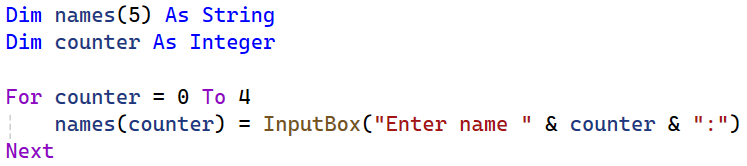 Dim names(5) As String
Dim counter As Integer

For counter = 0 To 4
    names(counter) = InputBox("Enter name " & counter & ":")
Next